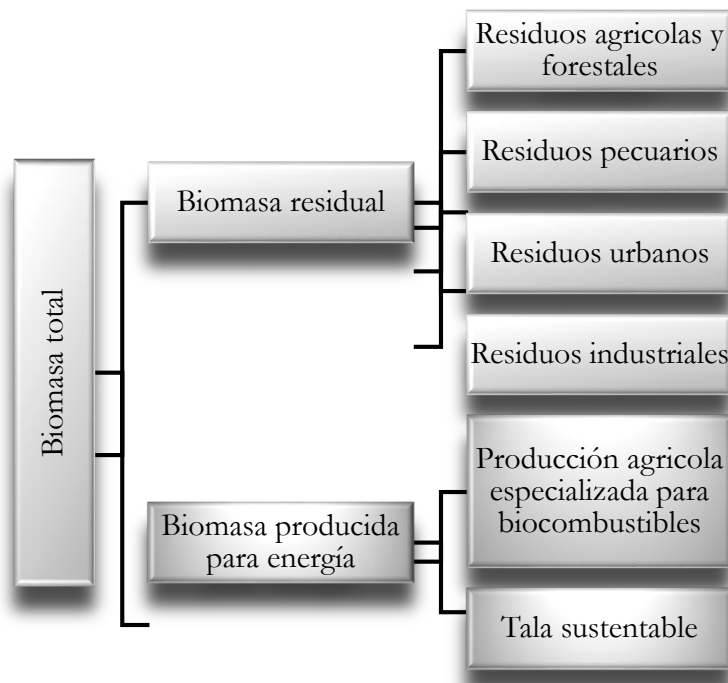 Biomasa total
Biomasa residual
Residuos agricolas y
forestales
Residuos pecuarios
Residuos urbanos
Residuos industriales
Biomasa producida
para energía
Producción agricola
especializada para
biocombustibles
Tala sustentable